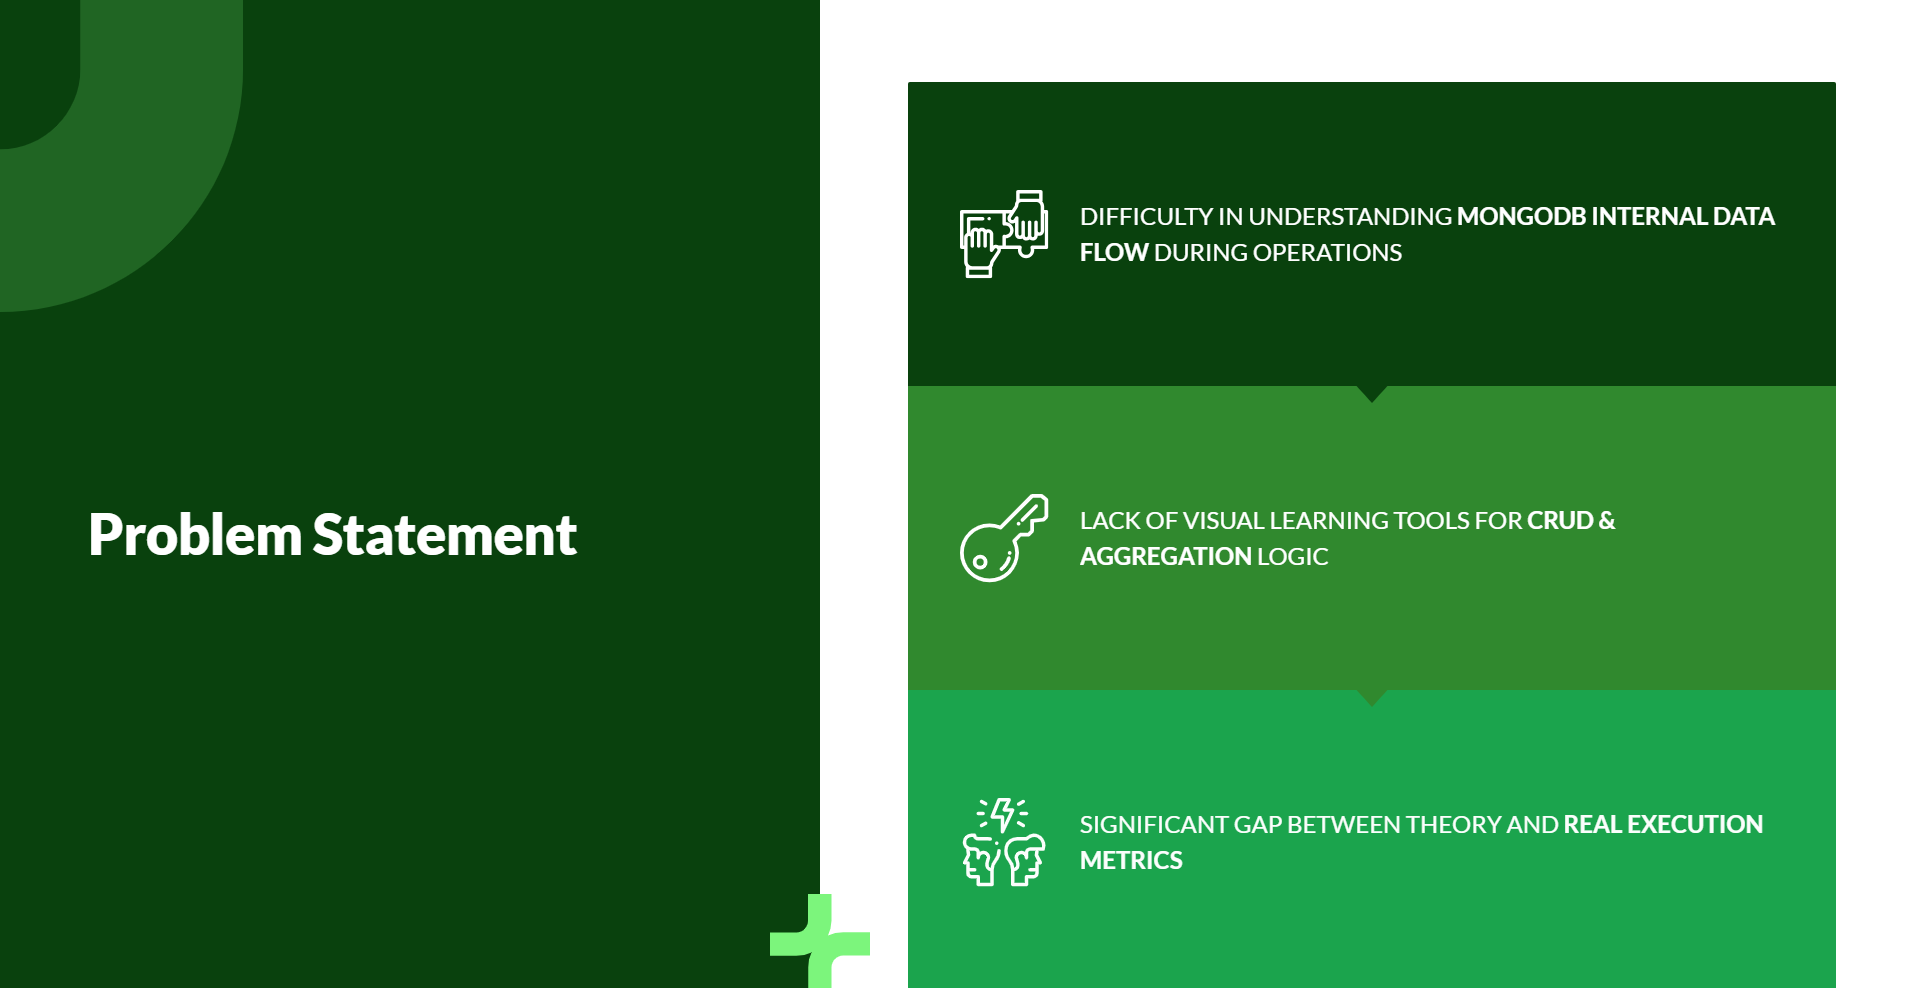 Problem Statement
DIFFICULTY IN UNDERSTANDING MONGODB INTERNAL DATA
FLOW DURING OPERATIONS
LACK OF VISUAL LEARNING TOOLS FOR CRUD &
AGGREGATION LOGIC
SIGNIFICANT GAP BETWEEN THEORY AND REAL EXECUTION
METRICS